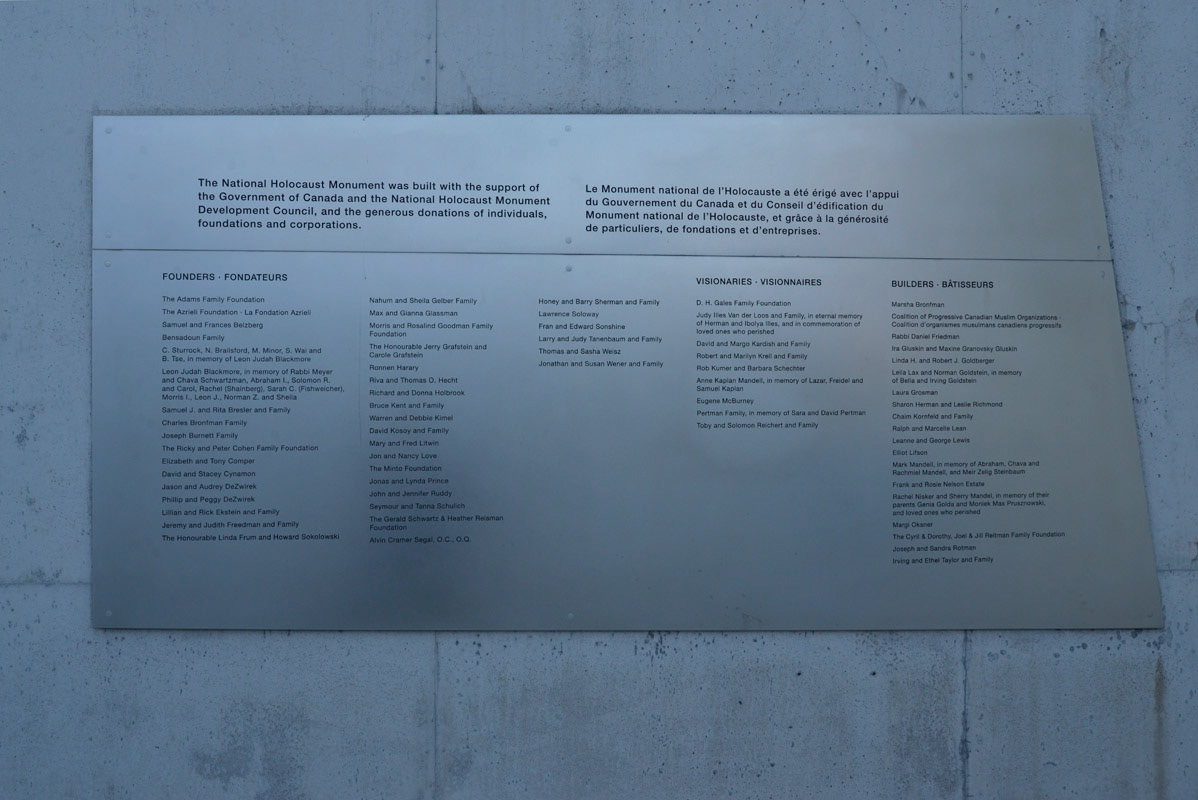 The National Holocaust Monument was built with the support of
the Government of Canada and the National Holocaust Monument
Development Council, and the generous donations of individuals,
foundations and corporations.
Le Monument national de l'Holocauste a été érigé avec l'appui
du Gouvernement du Canada et du Conseil d'édification du
Monument national de l'Holocauste, et grâce à la générosité
de particuliers, de fondations et d'entreprises.
FOUNDERS · FONDATEURS
The Adams Family Foundation
The Azrieli Foundation · La Fondation Azrieli
Samuel and Frances Belzberg
Bensadoun Family
C. Sturrock, N. Brailsford, M. Minor, S. Wai and
B. Tse, in memory of Leon Judah Blackmore
Leon Judah Blackmore, in memory of Rabbi Meyer
and Chava Schwartzman, Abraham I., Solomon R.
and Carol, Rachel (Shainberg), Sarah C. (Fishweicher),
Morris I., Leon J., Norman Z. and Sheila
Samuel J. and Rita Bresler and Family
Charles Bronfman Family
Joseph Burnett Family
The Ricky and Peter Cohen Family Foundation
Elizabeth and Tony Comper
David and Stacey Cynamon
Jason and Audrey DeZwirek
Phillip and Peggy DeZwirek
Lillian and Rick Ekstein and Family
Jeremy and Judith Freedman and Family
The Honourable Linda Frum and Howard Sokolowski
Nahum and Sheila Gelber Family
Max and Gianna Glassman
Morris and Rosalind Goodman Family
Foundation
The Honourable Jerry Grafstein and
Carole Grafstein
Ronnen Harary
Riva and Thomas O. Hecht
Richard and Donna Holbrook
Bruce Kent and Family
Warren and Debbie Kimel
David Kosoy and Family
Mary and Fred Litwin
Jon and Nancy Love
The Minto Foundation
Jonas and Lynda Prince
John and Jennifer Ruddy
Seymour and Tanna Schulich
The Gerald Schwartz & Heather Reisman
Foundation
Alvin Cramer Segal, O.C., O.Q.
Honey and Barry Sherman and Family
Lawrence Soloway
Fran and Edward Sonshine
Larry and Judy Tanenbaum and Family
Thomas and Sasha Weisz
Jonathan and Susan Wener and Family
VISIONARIES · VISIONNAIRES
D. H. Gales Family Foundation
Judy Illes Van der Loos and Family, in eternal memory
of Herman and Ibolya Illes, and in commemoration of
loved ones who perished
David and Margo Kardish and Family
Robert and Marilyn Kreil and Family
Rob Kumer and Barbara Schechter
Anne Kaplan Mandell, in memory of Lazar, Freidel and
Samuel Kaplan
Eugene McBurney
Perlman Family, in memory of Sara and David Perlman
Toby and Solomon Reichert and Family
BUILDERS · BÂTISSEURS
Marsha Bronfman
Coalition of Progressive Canadian Muslim Organizations ·
Coalition d'organismes musulmans canadiens progressifs
Rabbi Daniel Friedman
Ira Gluskin and Maxine Granovsky Gluskin
Linda H. and Robert J. Goldberger
Leila Lax and Norman Goldstein, in memory
of Bella and Irving Goldstein
Laura Grosman
Sharon Herman and Leslie Richmond
Chaim Kornfeld and Family
Ralph and Marcelle Lean
Leanne and George Lewis
Elliot Lifson
Mark Mandell, in memory of Abraham, Chava and
Rachmiel Mandell, and Meir Zelig Steinbaum
Frank and Rosie Nelson Estate
Rachel Nisker and Sherry Mandel, in memory of their
parents Genia Golda and Moniek Max Prusznowski,
and loved ones who perished
Margi Oksner
The Cyril & Dorothy, Joel & Jill Reitman Family Foundation
Joseph and Sandra Rotman
Irving and Ethel Taylor and Family